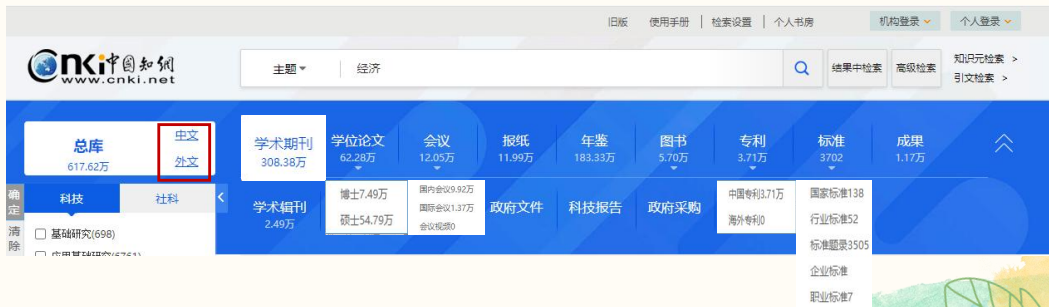 旧版 使用手册 检索设置 个人书房 机构登录 个人登录
Cnki中国知网
www.cnki.net
主题 经济 结果中检索 高级检索
知识元检索 >
引文检索 >
总库
617.62万
中文
外文
学术期刊 学位论文 会议 报纸 年鉴 图书 专利 标准 成果
308.38万 62.28万 12.05万 11.99万 183.33万 5.70万 3.71万 3702 1.17万
确定
清除
科技 社科
基础研究(698)
应用基础研究(6761)
学术辑刊
2.49万
博士7.49万
硕士54.79万
国内会议9.92万
国际会议1.37万
会议视频0
政府文件 科技报告 政府采购
中国专利3.71万
海外专利0
国家标准138
行业标准52
标准题录3505
企业标准
职业标准7